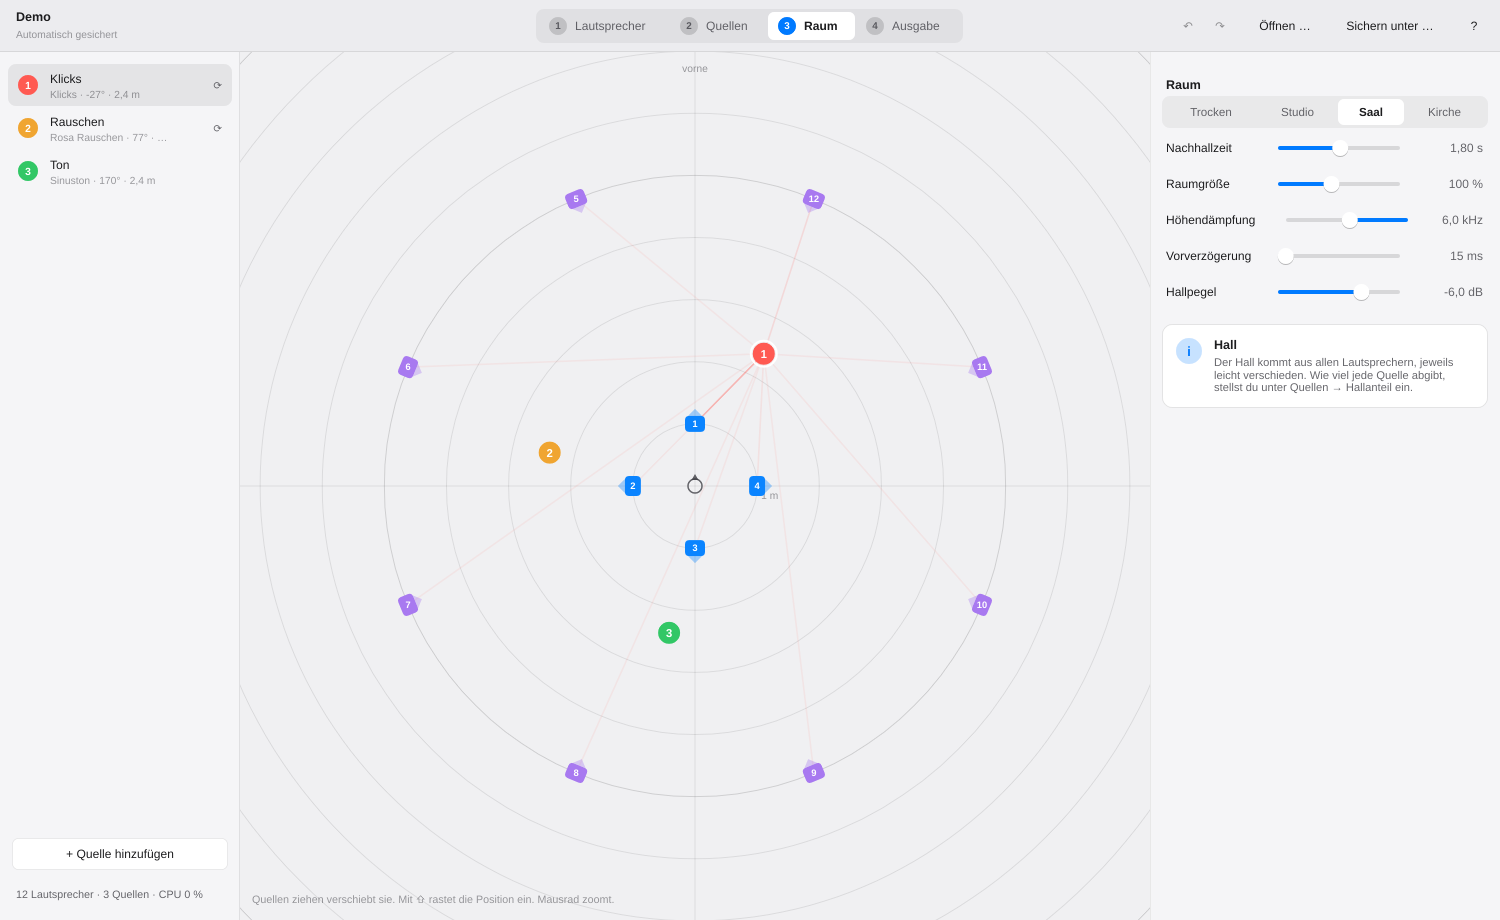 Demo
Automatisch gesichert
1 Lautsprecher
2 Quellen
3 Raum
4 Ausgabe
Öffnen …
Sichern unter …
?
1 Klicks
Klicks · -27° · 2,4 m
2 Rauschen
Rosa Rauschen · 77° · …
3 Ton
Sinuston · 170° · 2,4 m
+ Quelle hinzufügen
12 Lautsprecher · 3 Quellen · CPU 0 %
vorne
5
12
6
11
1
1
2
2
4
1 m
3
7
10
3
8
9
Quellen ziehen verschiebt sie. Mit ⇧ rastet die Position ein. Mausrad zoomt.
Raum
Trocken
Studio
Saal
Kirche
Nachhallzeit 1,80 s
Raumgröße 100 %
Höhendämpfung 6,0 kHz
Vorverzögerung 15 ms
Hallpegel -6,0 dB
i
Hall
Der Hall kommt aus allen Lautsprechern, jeweils
leicht verschieden. Wie viel jede Quelle abgibt,
stellst du unter Quellen → Hallanteil ein.